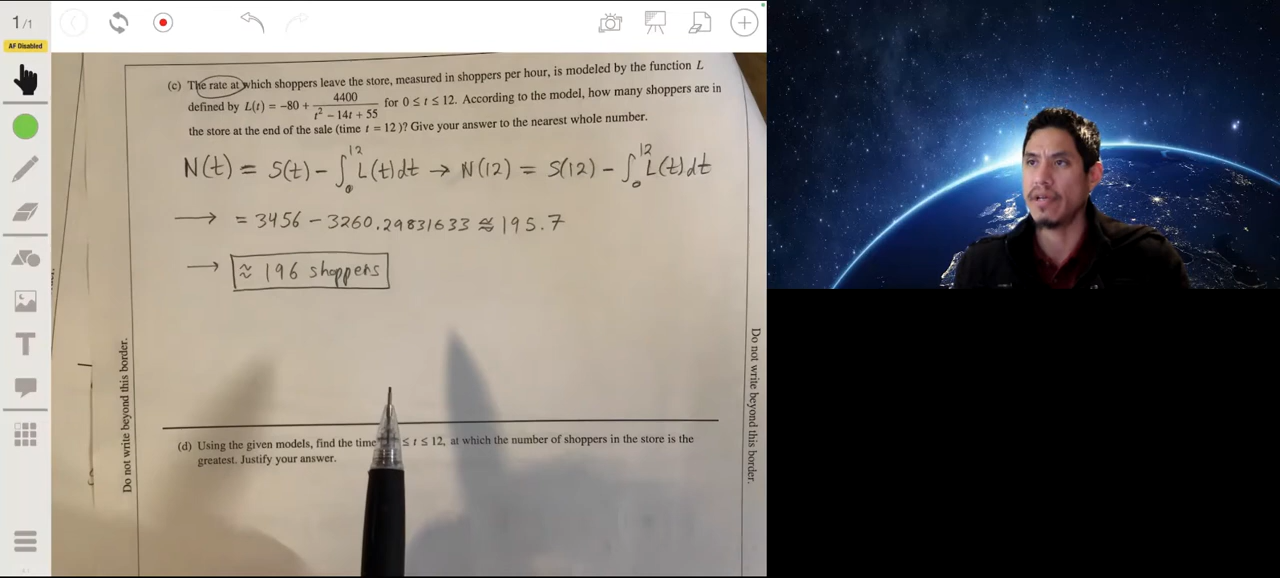 1/1
AF Disabled
(c) The rate at which shoppers leave the store, measured in shoppers per hour, is modeled by the function L
defined by L(t) = −80 + 4400 / (t² − 14t + 55) for 0 ≤ t ≤ 12. According to the model, how many shoppers are in
the store at the end of the sale (time t = 12)? Give your answer to the nearest whole number.
N(t) = S(t) − ∫₀¹² L(t)dt → N(12) = S(12) − ∫₀¹² L(t)dt
→ = 3456 − 3260.29831633 ≈ 195.7
→ ≈ 196 shoppers
(d) Using the given models, find the time ≤ t ≤ 12, at which the number of shoppers in the store is the
greatest. Justify your answer.
Do not write beyond this border.
Do not write beyond this border.
T